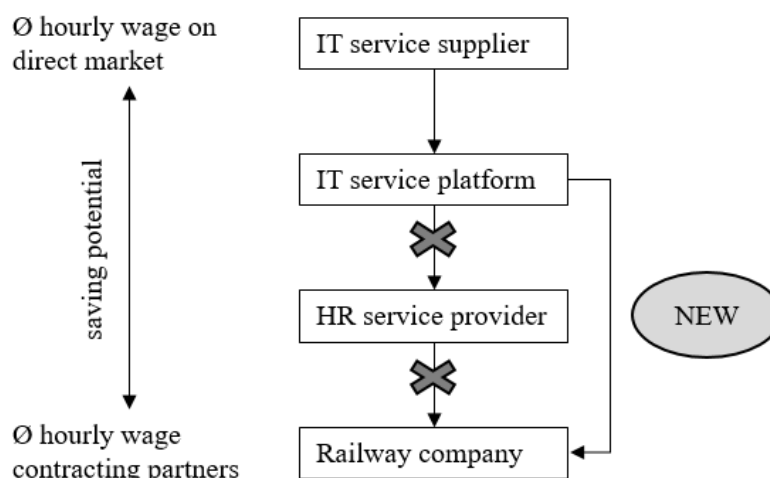 Ø hourly wage on
direct market
IT service supplier
IT service platform
saving potential
HR service provider
NEW
Ø hourly wage
contracting partners
Railway company